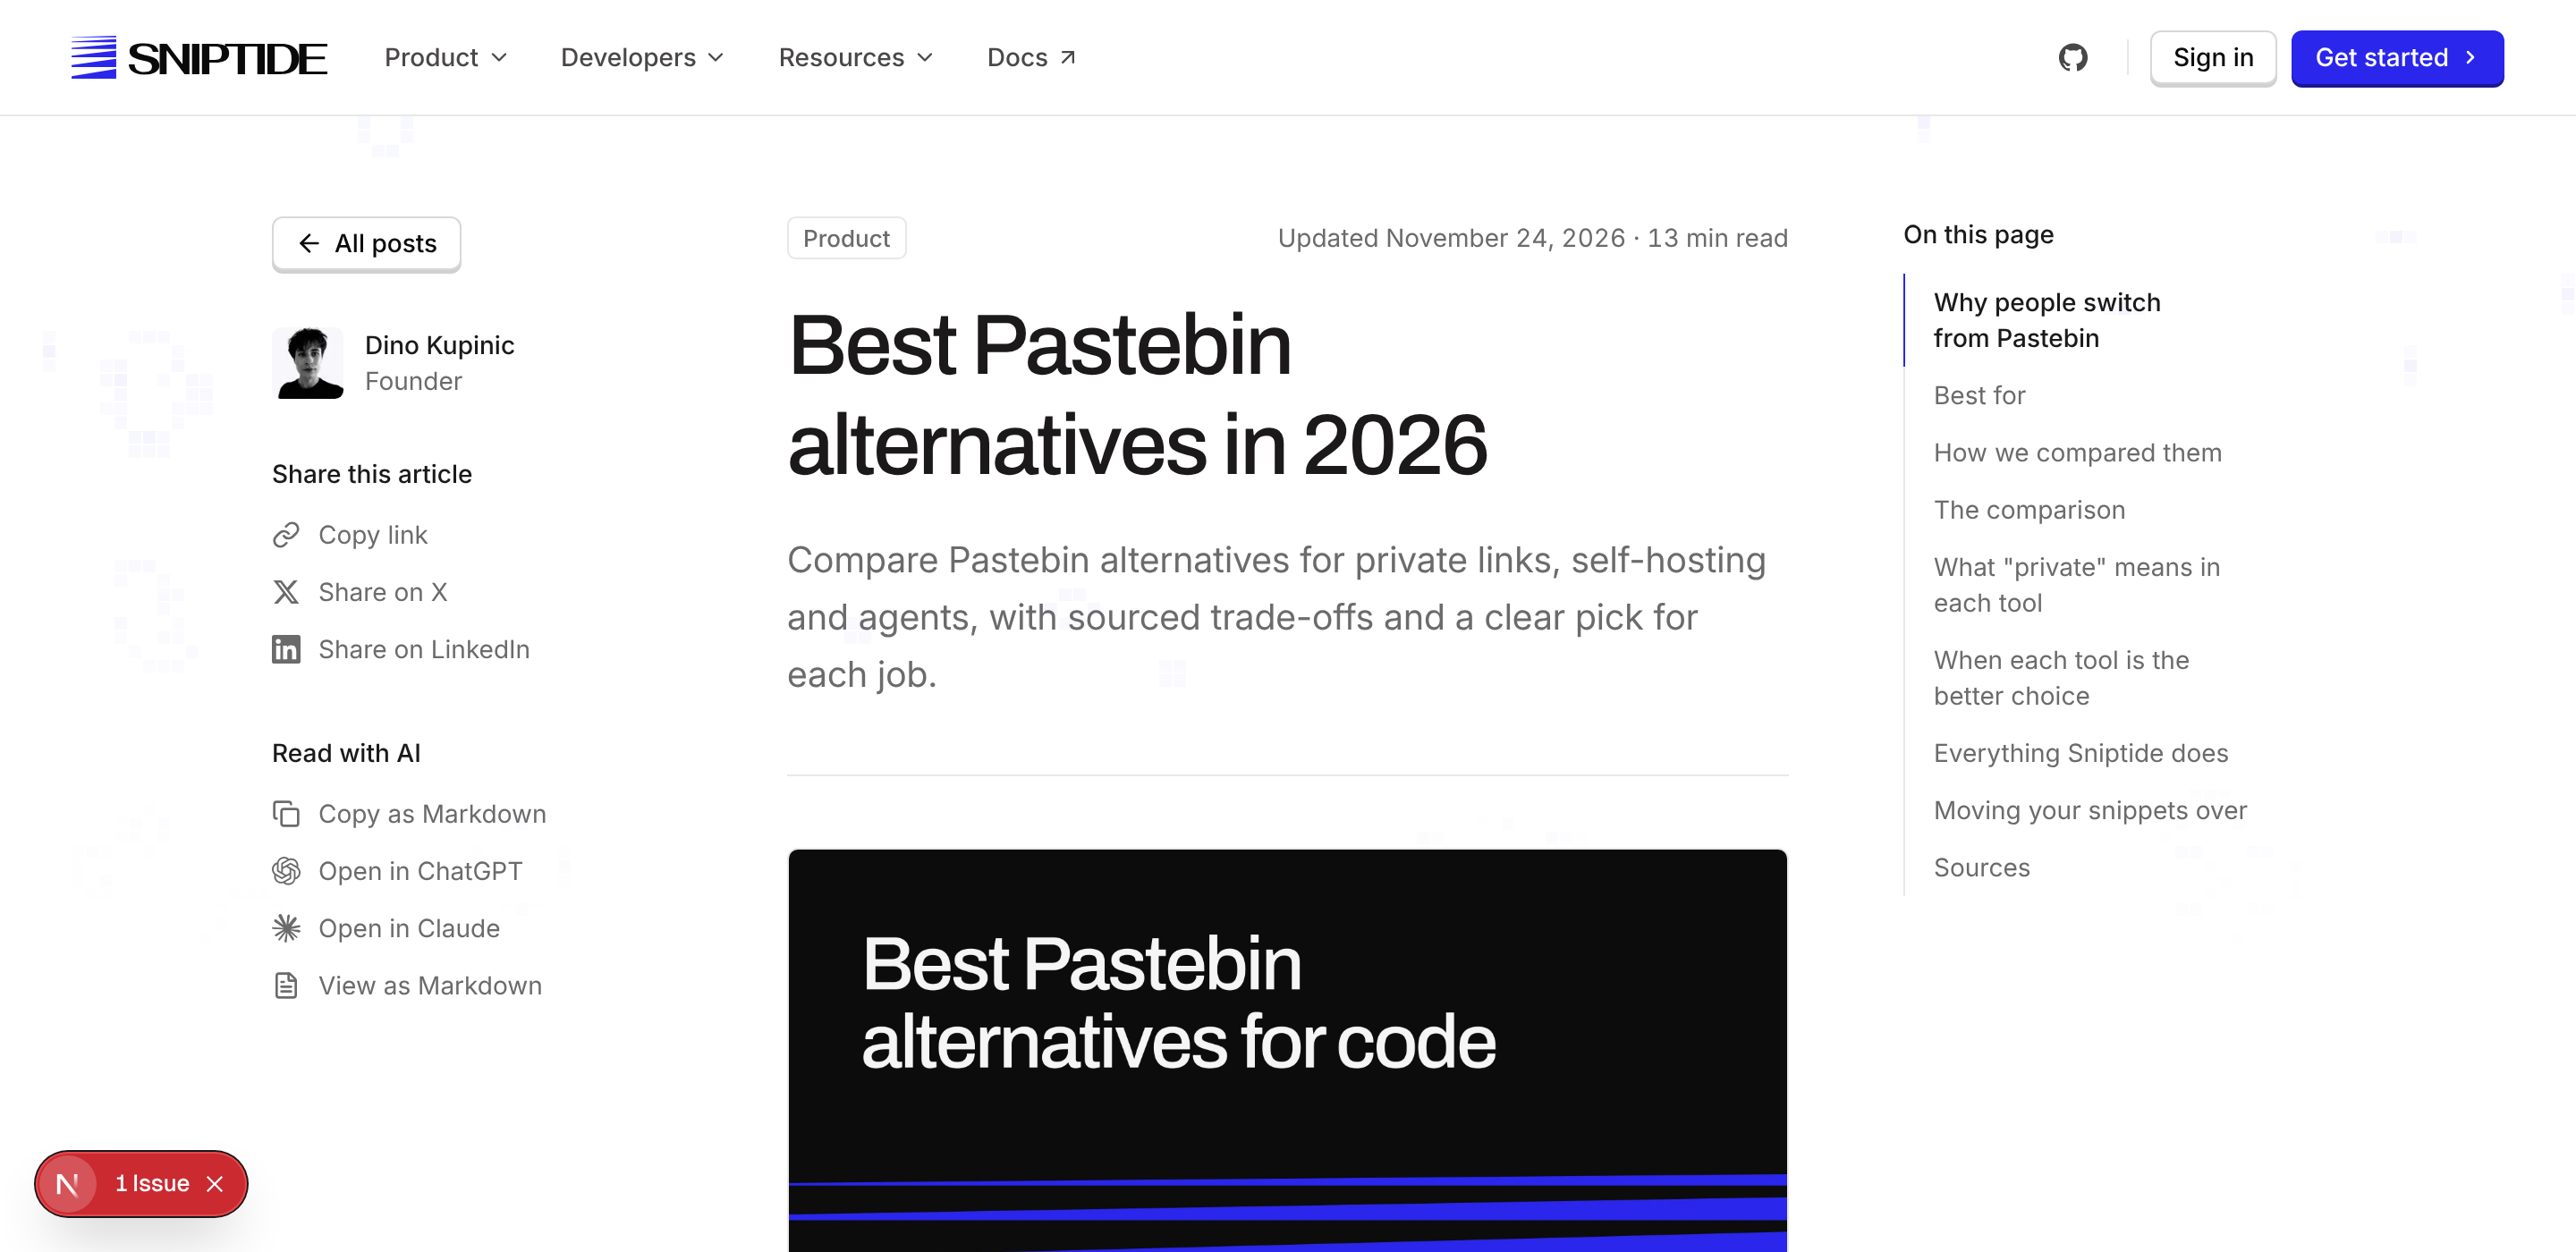 SNIPTIDE
Product
Developers
Resources
Docs
Sign in
Get started
All posts
Dino Kupinic
Founder
Share this article
Copy link
Share on X
Share on LinkedIn
Read with AI
Copy as Markdown
Open in ChatGPT
Open in Claude
View as Markdown
Product
Updated November 24, 2026 · 13 min read
Best Pastebin
alternatives in 2026
Compare Pastebin alternatives for private links, self-hosting
and agents, with sourced trade-offs and a clear pick for
each job.
Best Pastebin
alternatives for code
On this page
Why people switch
from Pastebin
Best for
How we compared them
The comparison
What "private" means in
each tool
When each tool is the
better choice
Everything Sniptide does
Moving your snippets over
Sources
N
1 Issue